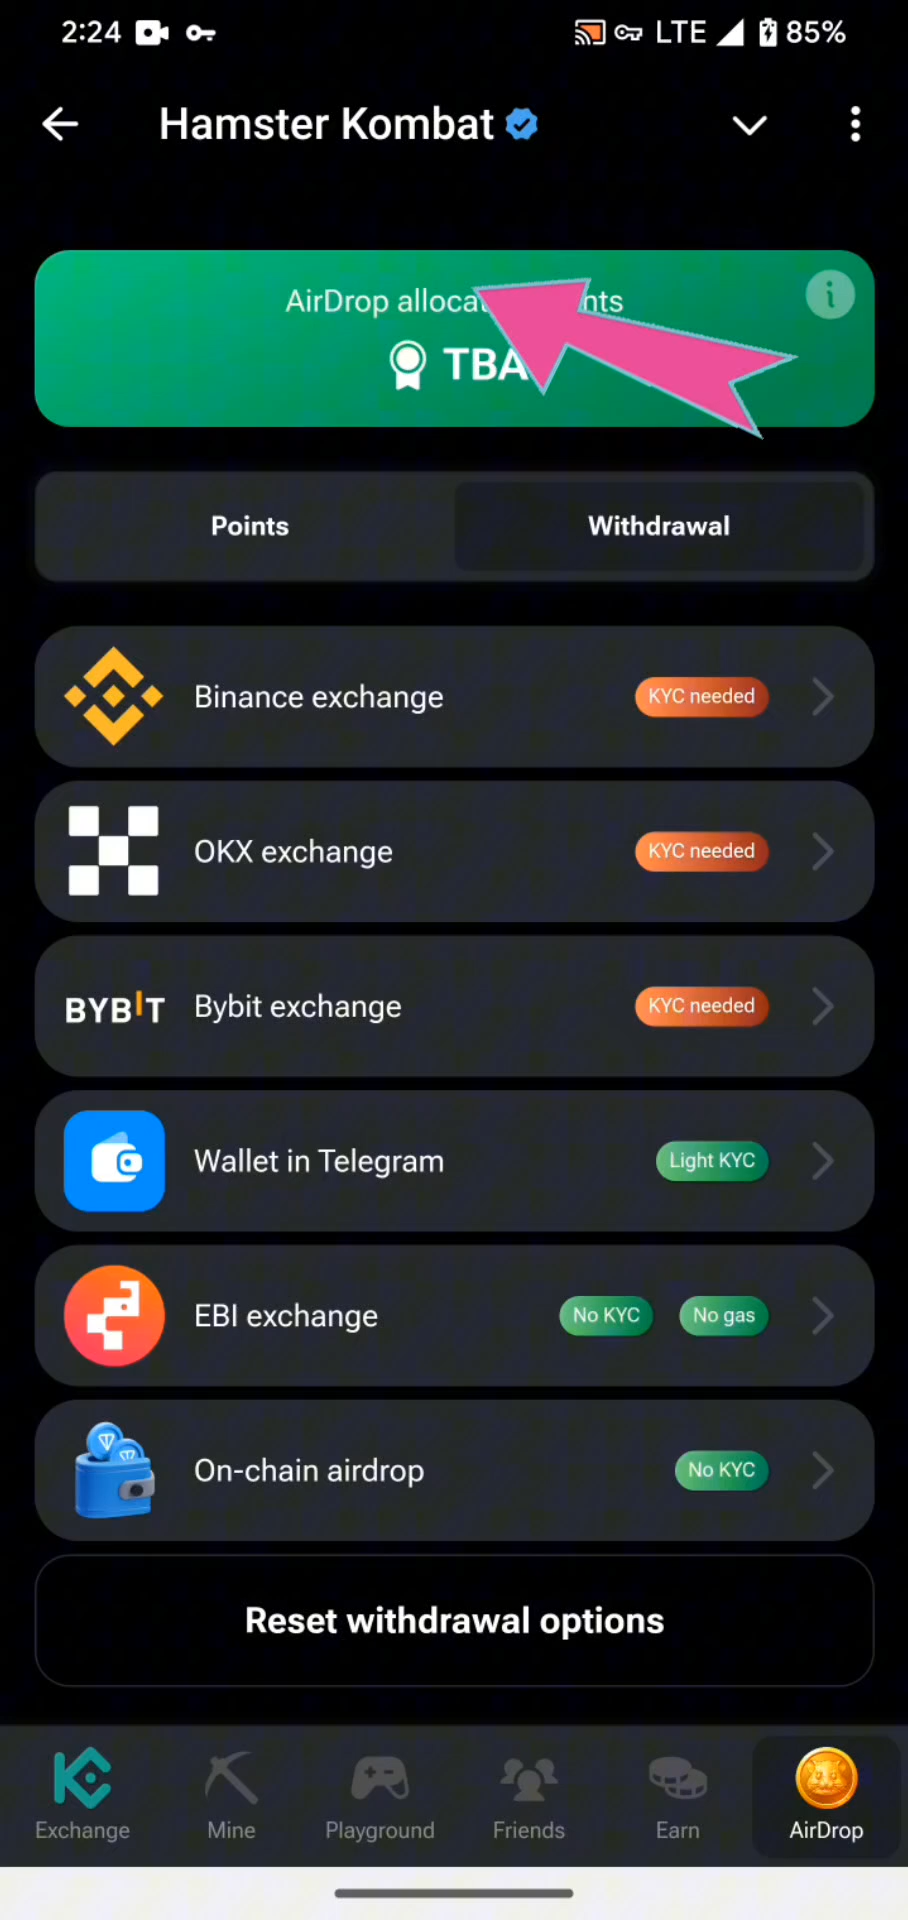 2:24 LTE 85%
Hamster Kombat
AirDrop allocat nts
TBA
Points Withdrawal
Binance exchange KYC needed
OKX exchange KYC needed
BYBIT Bybit exchange KYC needed
Wallet in Telegram Light KYC
EBI exchange No KYC No gas
On-chain airdrop No KYC
Reset withdrawal options
Exchange Mine Playground Friends Earn AirDrop